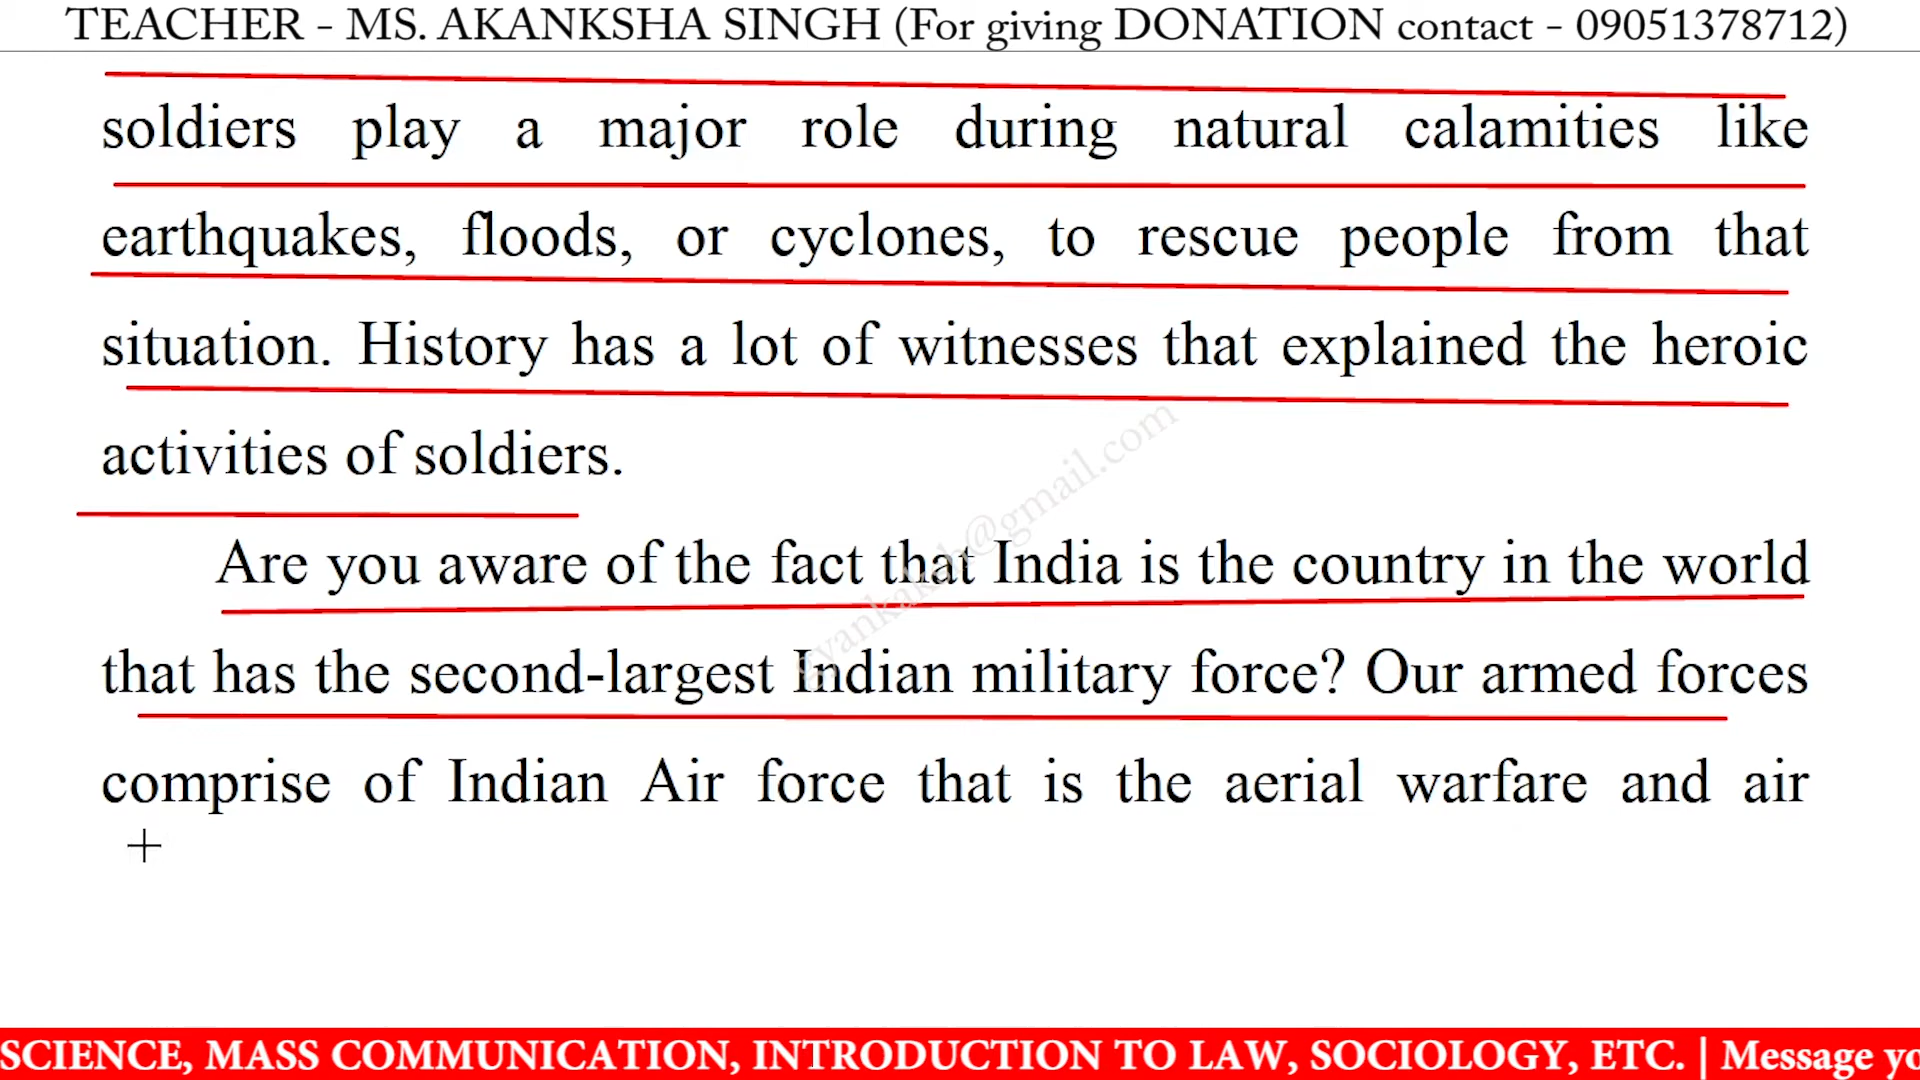 TEACHER - MS. AKANKSHA SINGH (For giving DONATION contact - 09051378712)
soldiers play a major role during natural calamities like
earthquakes, floods, or cyclones, to rescue people from that
situation. History has a lot of witnesses that explained the heroic
activities of soldiers.
Are you aware of the fact that India is the country in the world
that has the second-largest Indian military force? Our armed forces
comprise of Indian Air force that is the aerial warfare and air
gyankaksh@gmail.com
SCIENCE, MASS COMMUNICATION, INTRODUCTION TO LAW, SOCIOLOGY, ETC. | Message yo